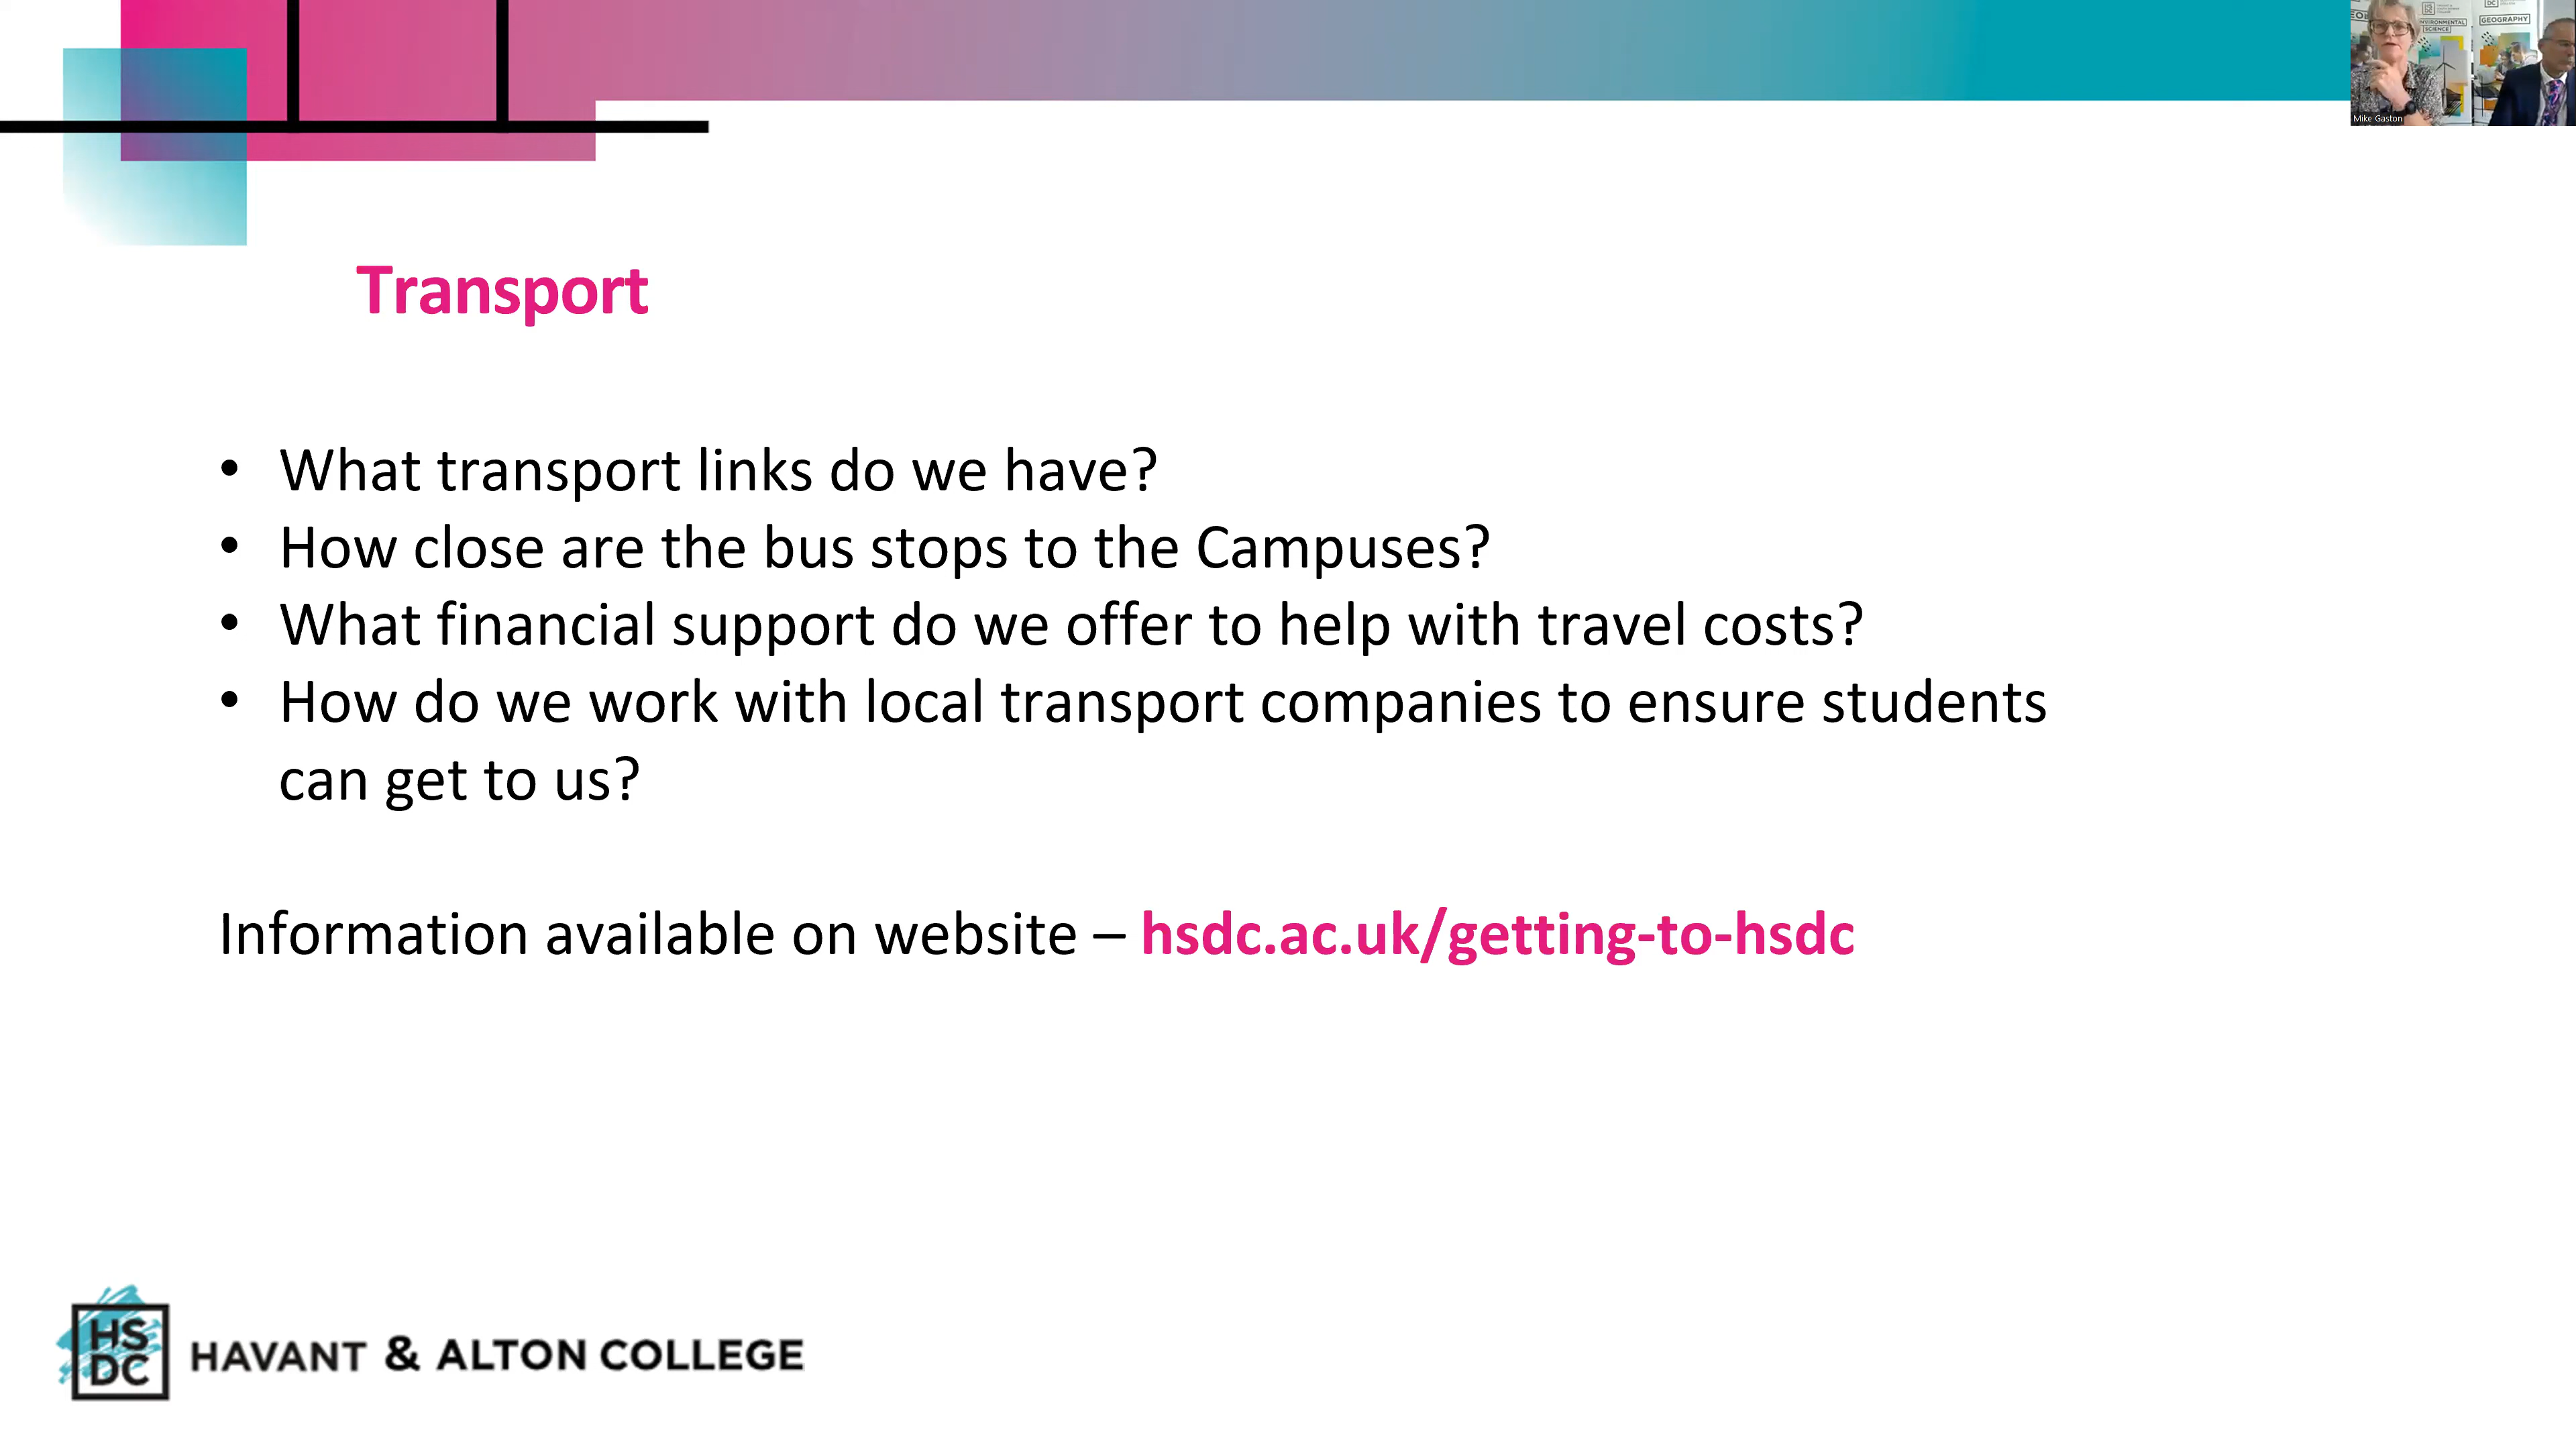 ENVIRONMENTAL
SCIENCE
GEOGRAPHY
Mike Gaston
Transport
• What transport links do we have?
• How close are the bus stops to the Campuses?
• What financial support do we offer to help with travel costs?
• How do we work with local transport companies to ensure students
can get to us?
Information available on website – hsdc.ac.uk/getting-to-hsdc
HS
DC
HAVANT & ALTON COLLEGE